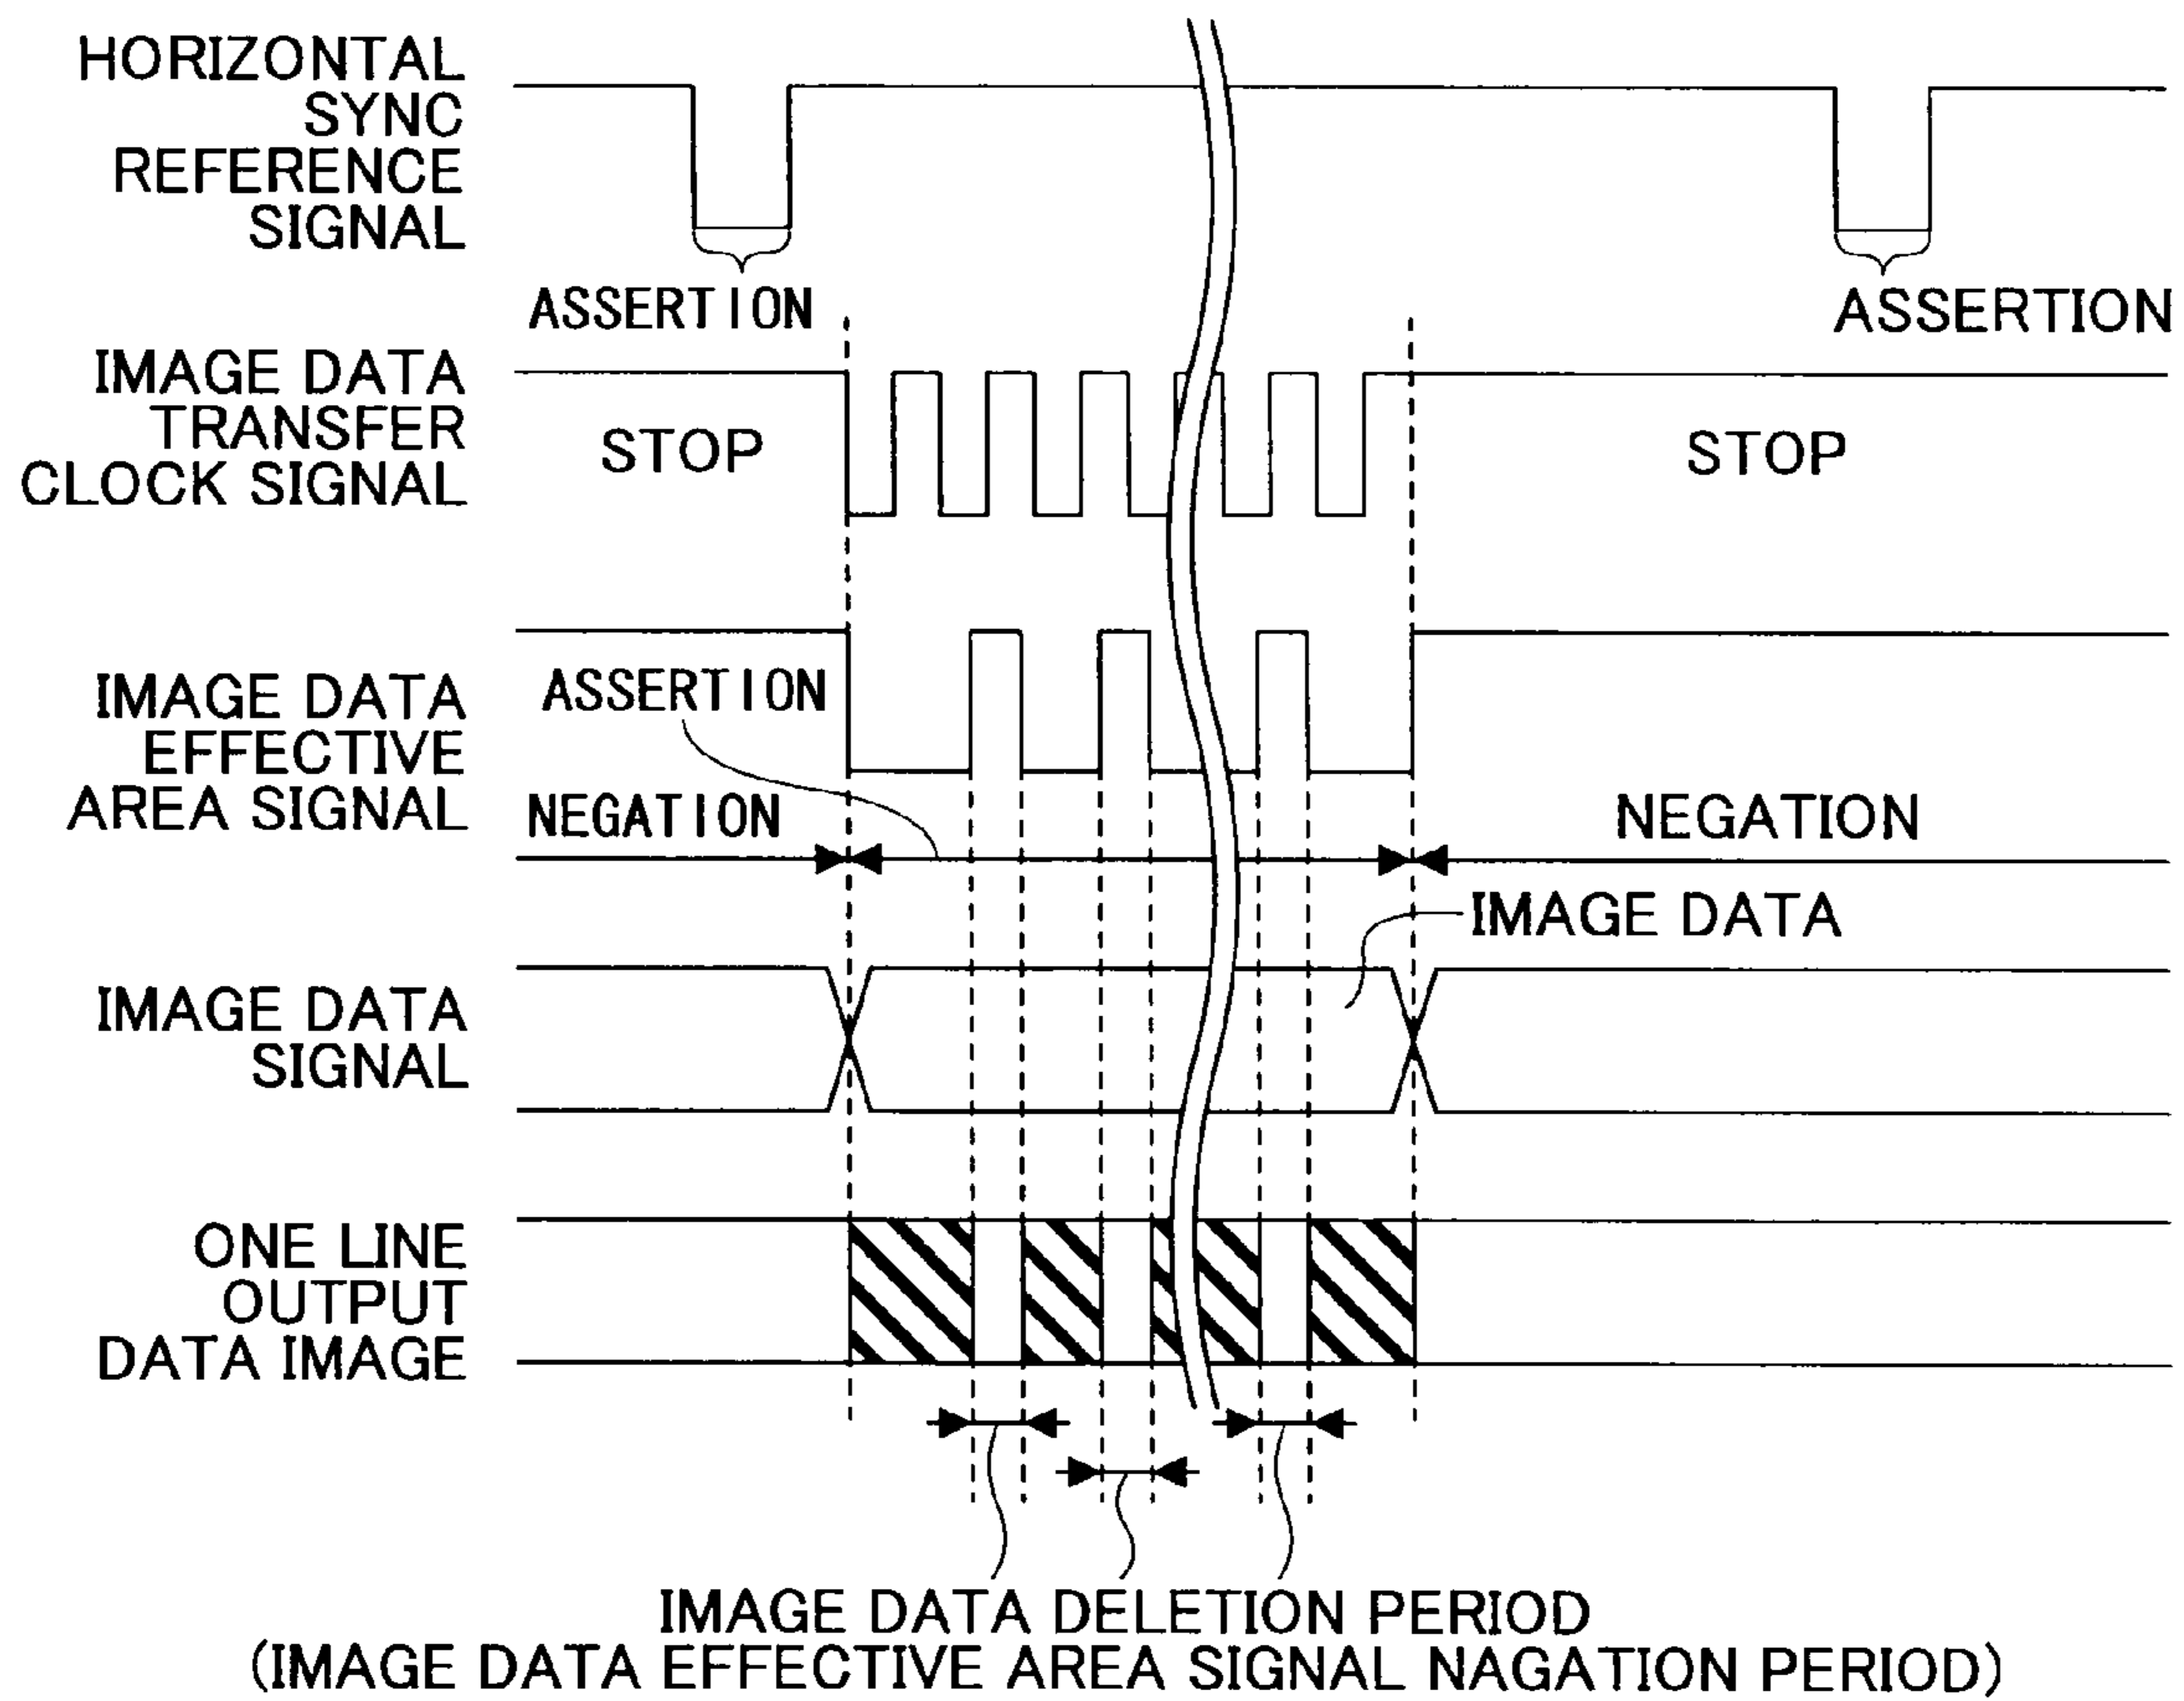 HORIZONTAL
SYNC
REFERENCE
SIGNAL
ASSERTION
ASSERTION
IMAGE DATA
TRANSFER
CLOCK SIGNAL
STOP
STOP
IMAGE DATA
EFFECTIVE
AREA SIGNAL
ASSERTION
NEGATION
NEGATION
IMAGE DATA
IMAGE DATA
SIGNAL
ONE LINE
OUTPUT
DATA IMAGE
IMAGE DATA DELETION PERIOD
(IMAGE DATA EFFECTIVE AREA SIGNAL NAGATION PERIOD)